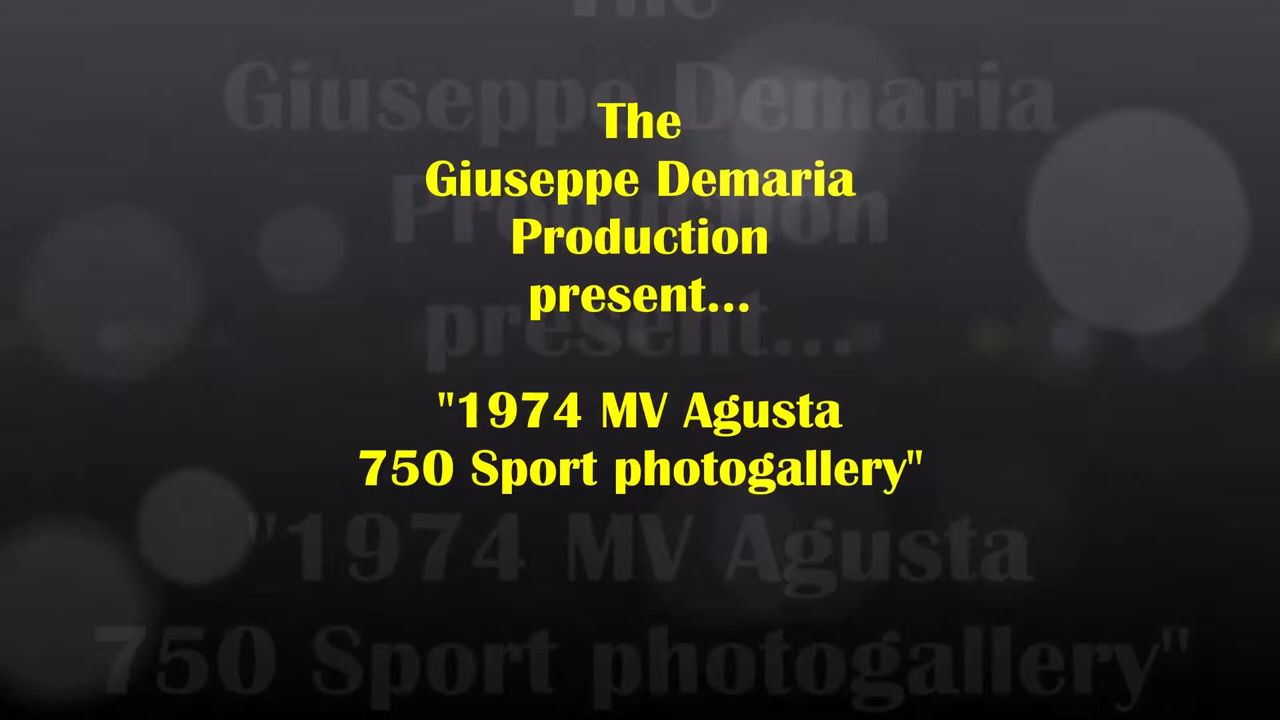 The
Giuseppe Demaria
Production
present...
"1974 MV Agusta
750 Sport photogallery"